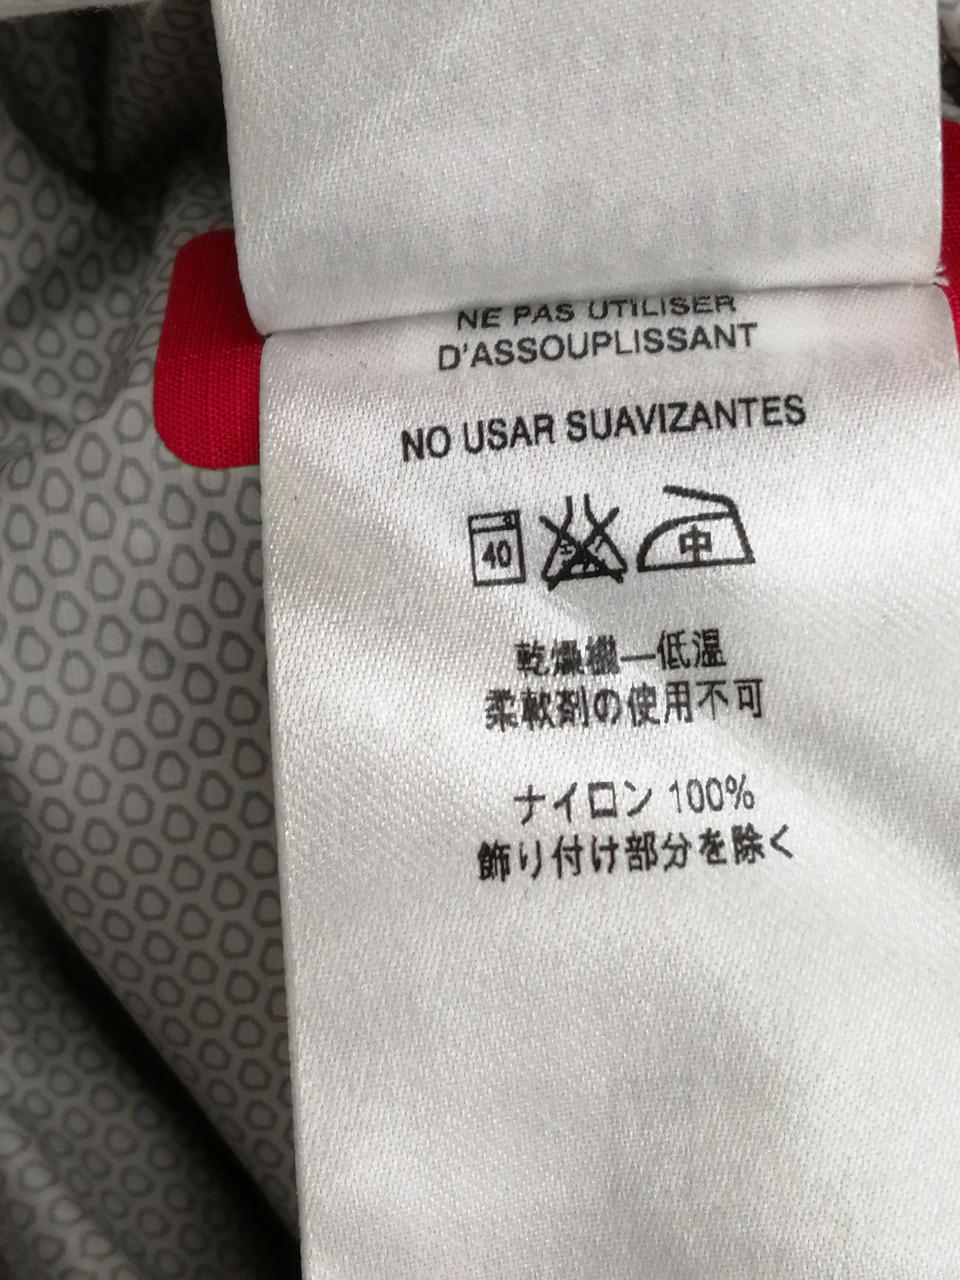 NE PAS UTILISER
D'ASSOUPLISSANT
NO USAR SUAVIZANTES
40 中
乾燥機—低温
柔軟剤の使用不可
ナイロン 100%
飾り付け部分を除く